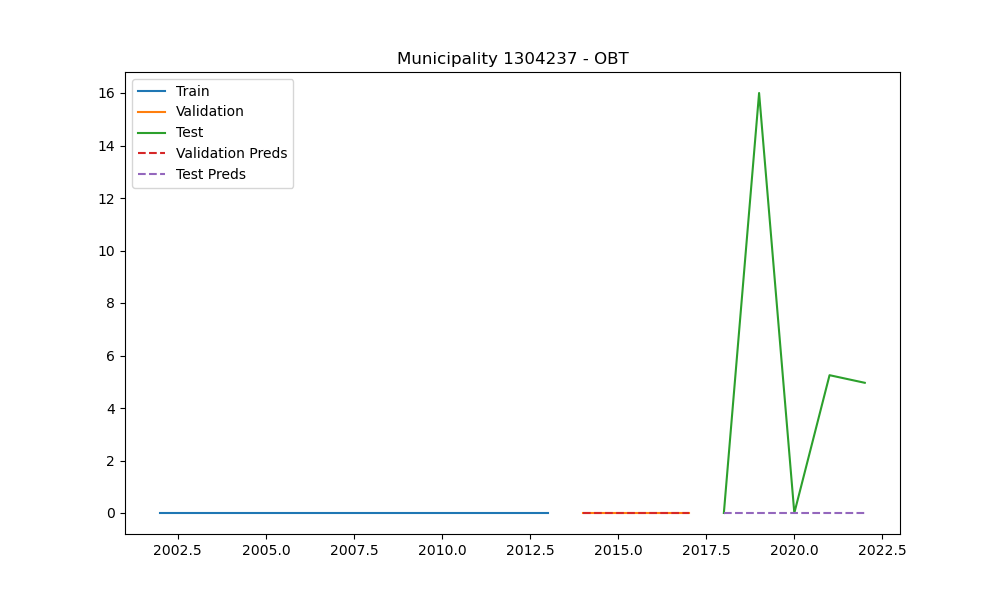 Municipality 1304237 - OBT
Train
Validation
Test
Validation Preds
Test Preds
16
14
12
10
8
6
4
2
0
2002.5 2005.0 2007.5 2010.0 2012.5 2015.0 2017.5 2020.0 2022.5